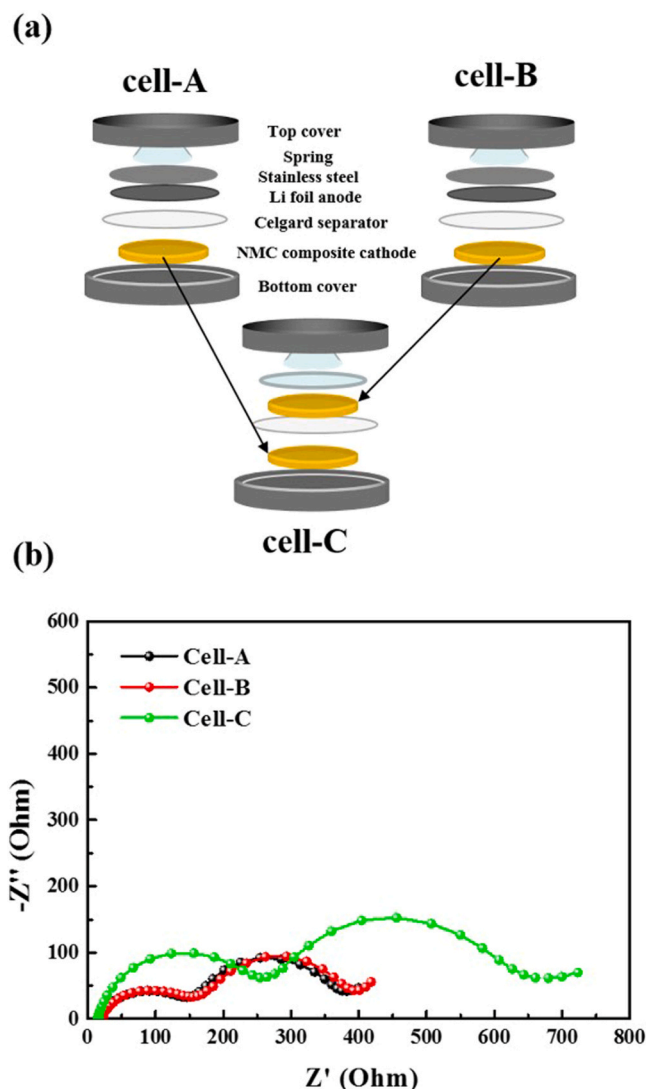 (a)
cell-A
cell-B
Top cover
Spring
Stainless steel
Li foil anode
Celgard separator
NMC composite cathode
Bottom cover
cell-C
(b)
600
500
400
300
200
100
0
-Z'' (Ohm)
Cell-A
Cell-B
Cell-C
0 100 200 300 400 500 600 700 800
Z' (Ohm)